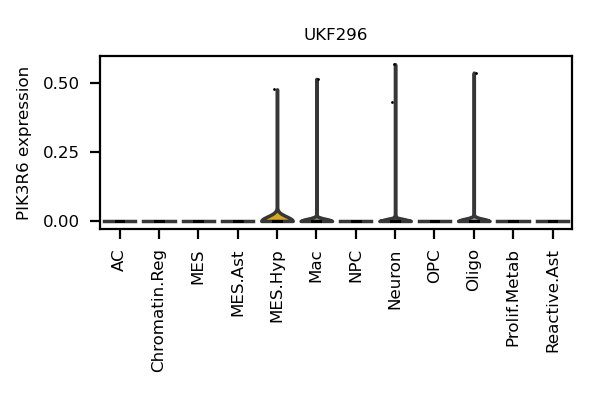 UKF296
PIK3R6 expression
0.50
0.25
0.00
AC
Chromatin.Reg
MES
MES.Ast
MES.Hyp
Mac
NPC
Neuron
OPC
Oligo
Prolif.Metab
Reactive.Ast